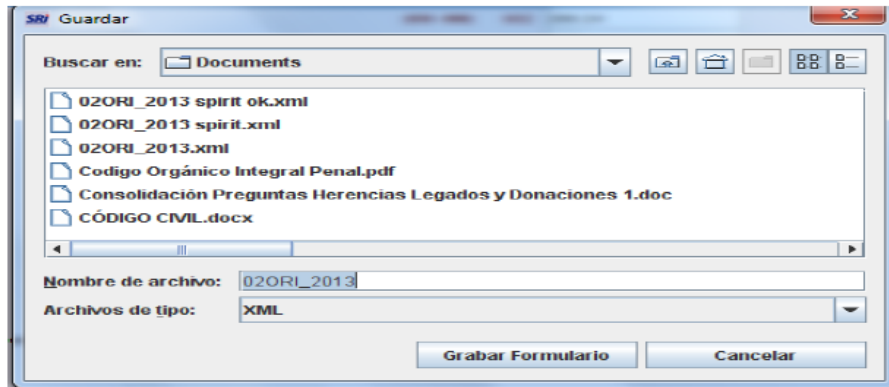 SRi Guardar
Buscar en: Documents
02ORI_2013 spirit ok.xml
02ORI_2013 spirit.xml
02ORI_2013.xml
Codigo Orgánico Integral Penal.pdf
Consolidación Preguntas Herencias Legados y Donaciones 1.doc
CÓDIGO CIVIL.docx
Nombre de archivo: 02ORI_2013
Archivos de tipo: XML
Grabar Formulario Cancelar